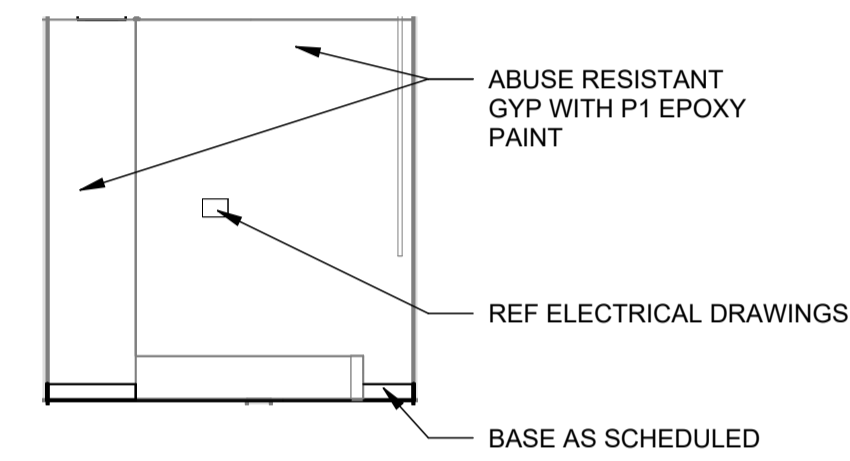 ABUSE RESISTANT
GYP WITH P1 EPOXY
PAINT
REF ELECTRICAL DRAWINGS
BASE AS SCHEDULED